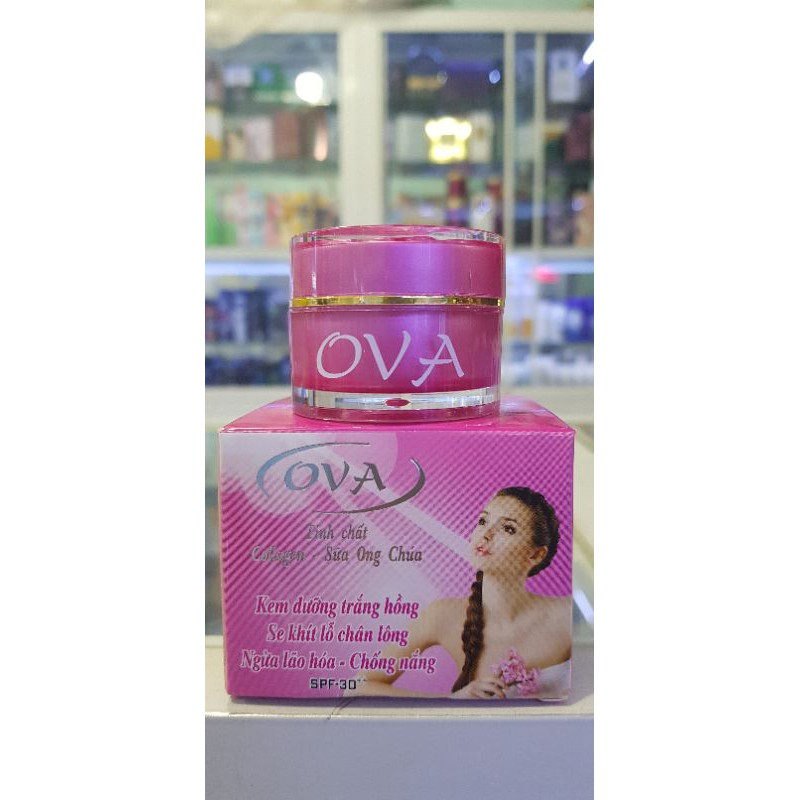 OVA
OVA
Tinh chất
Collagen - Sữa Ong Chúa
Kem dưỡng trắng hồng
Se khít lỗ chân lông
Ngừa lão hóa - Chống nắng
SPF-30++